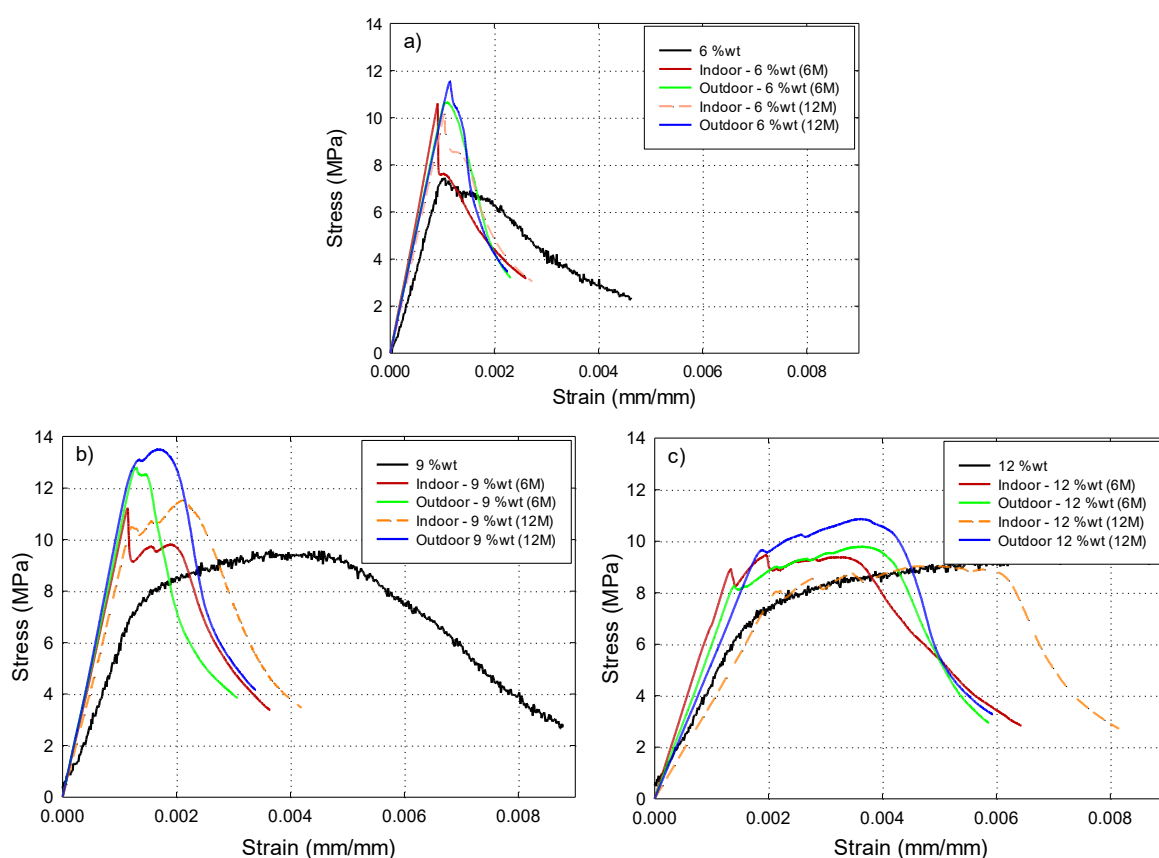 a)
14
12
10
8
6
4
2
0
Stress (MPa)
0.000
0.002
0.004
0.006
0.008
Strain (mm/mm)
6 %wt
Indoor - 6 %wt (6M)
Outdoor - 6 %wt (6M)
Indoor - 6 %wt (12M)
Outdoor 6 %wt (12M)
b)
14
12
10
8
6
4
2
0
Stress (MPa)
0.000
0.002
0.004
0.006
0.008
Strain (mm/mm)
9 %wt
Indoor - 9 %wt (6M)
Outdoor - 9 %wt (6M)
Indoor - 9 %wt (12M)
Outdoor 9 %wt (12M)
c)
14
12
10
8
6
4
2
0
Stress (MPa)
0.000
0.002
0.004
0.006
0.008
Strain (mm/mm)
12 %wt
Indoor - 12 %wt (6M)
Outdoor - 12 %wt (6M)
Indoor - 12 %wt (12M)
Outdoor 12 %wt (12M)